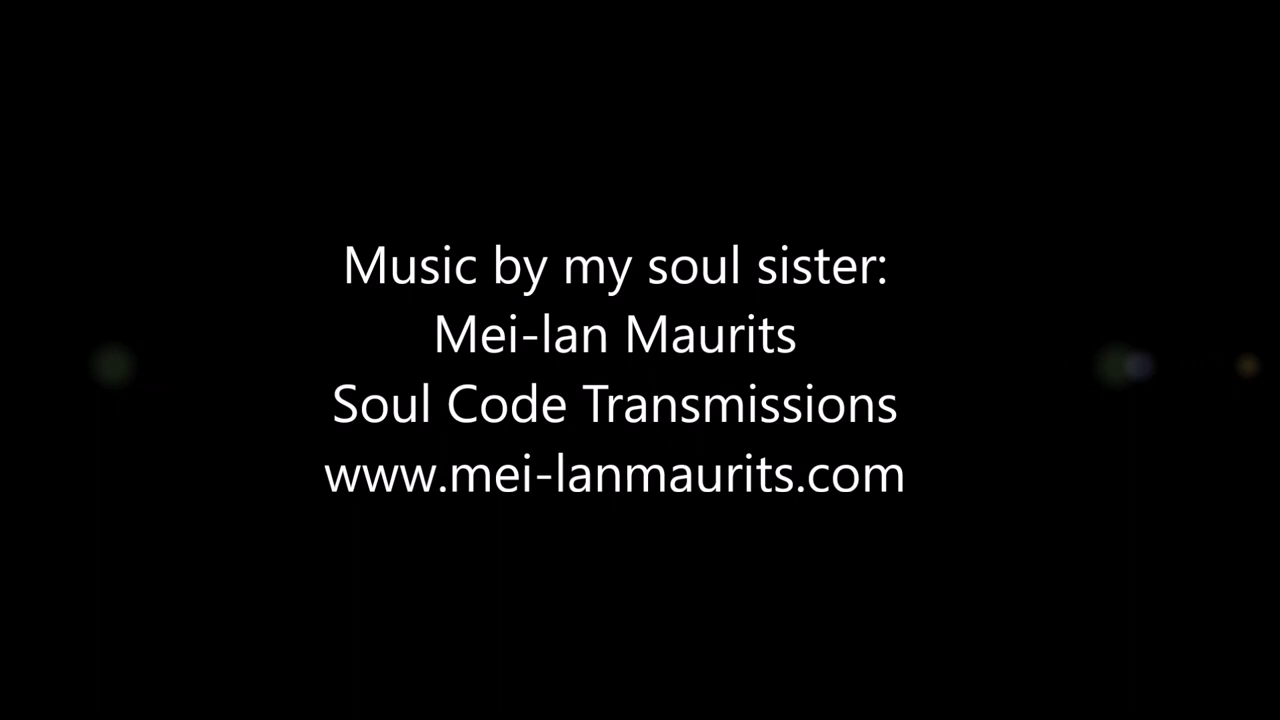 Music by my soul sister:
Mei-lan Maurits
Soul Code Transmissions
www.mei-lanmaurits.com